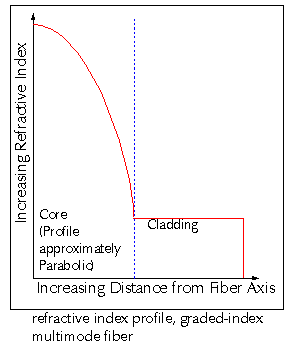 Increasing Refractive Index
Core
(Profile
approximately
Parabolic)
Cladding
Increasing Distance from Fiber Axis
refractive index profile, graded-index
multimode fiber